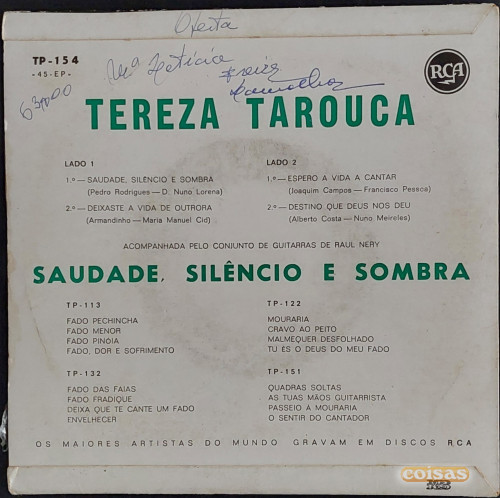 Oferta
TP-154
-45-EP-
Mª Letícia
RCA
TEREZA TAROUCA
LADO 1
1.º — SAUDADE, SILÊNCIO E SOMBRA
(Pedro Rodrigues — D. Nuno Lorena)
2.º — DEIXASTE A VIDA DE OUTRORA
(Armandinho — Maria Manuel Cid)
LADO 2
1.º — ESPERO A VIDA A CANTAR
(Joaquim Campos — Francisco Pessoa)
2.º — DESTINO QUE DEUS NOS DEU
(Alberto Costa — Nuno Meireles)
ACOMPANHADA PELO CONJUNTO DE GUITARRAS DE RAUL NERY
SAUDADE, SILÊNCIO E SOMBRA
TP-113
FADO PECHINCHA
FADO MENOR
FADO PINÓIA
FADO, DOR E SOFRIMENTO
TP-122
MOURARIA
CRAVO AO PEITO
MALMEQUER DESFOLHADO
TU ÉS O DEUS DO MEU FADO
TP-132
FADO DAS FAIAS
FADO FRADIQUE
DEIXA QUE TE CANTE UM FADO
ENVELHECER
TP-151
QUADRAS SOLTAS
AS TUAS MÃOS GUITARRISTA
PASSEIO À MOURARIA
O SENTIR DO CANTADOR
OS MAIORES ARTISTAS DO MUNDO GRAVAM EM DISCOS RCA
coisas